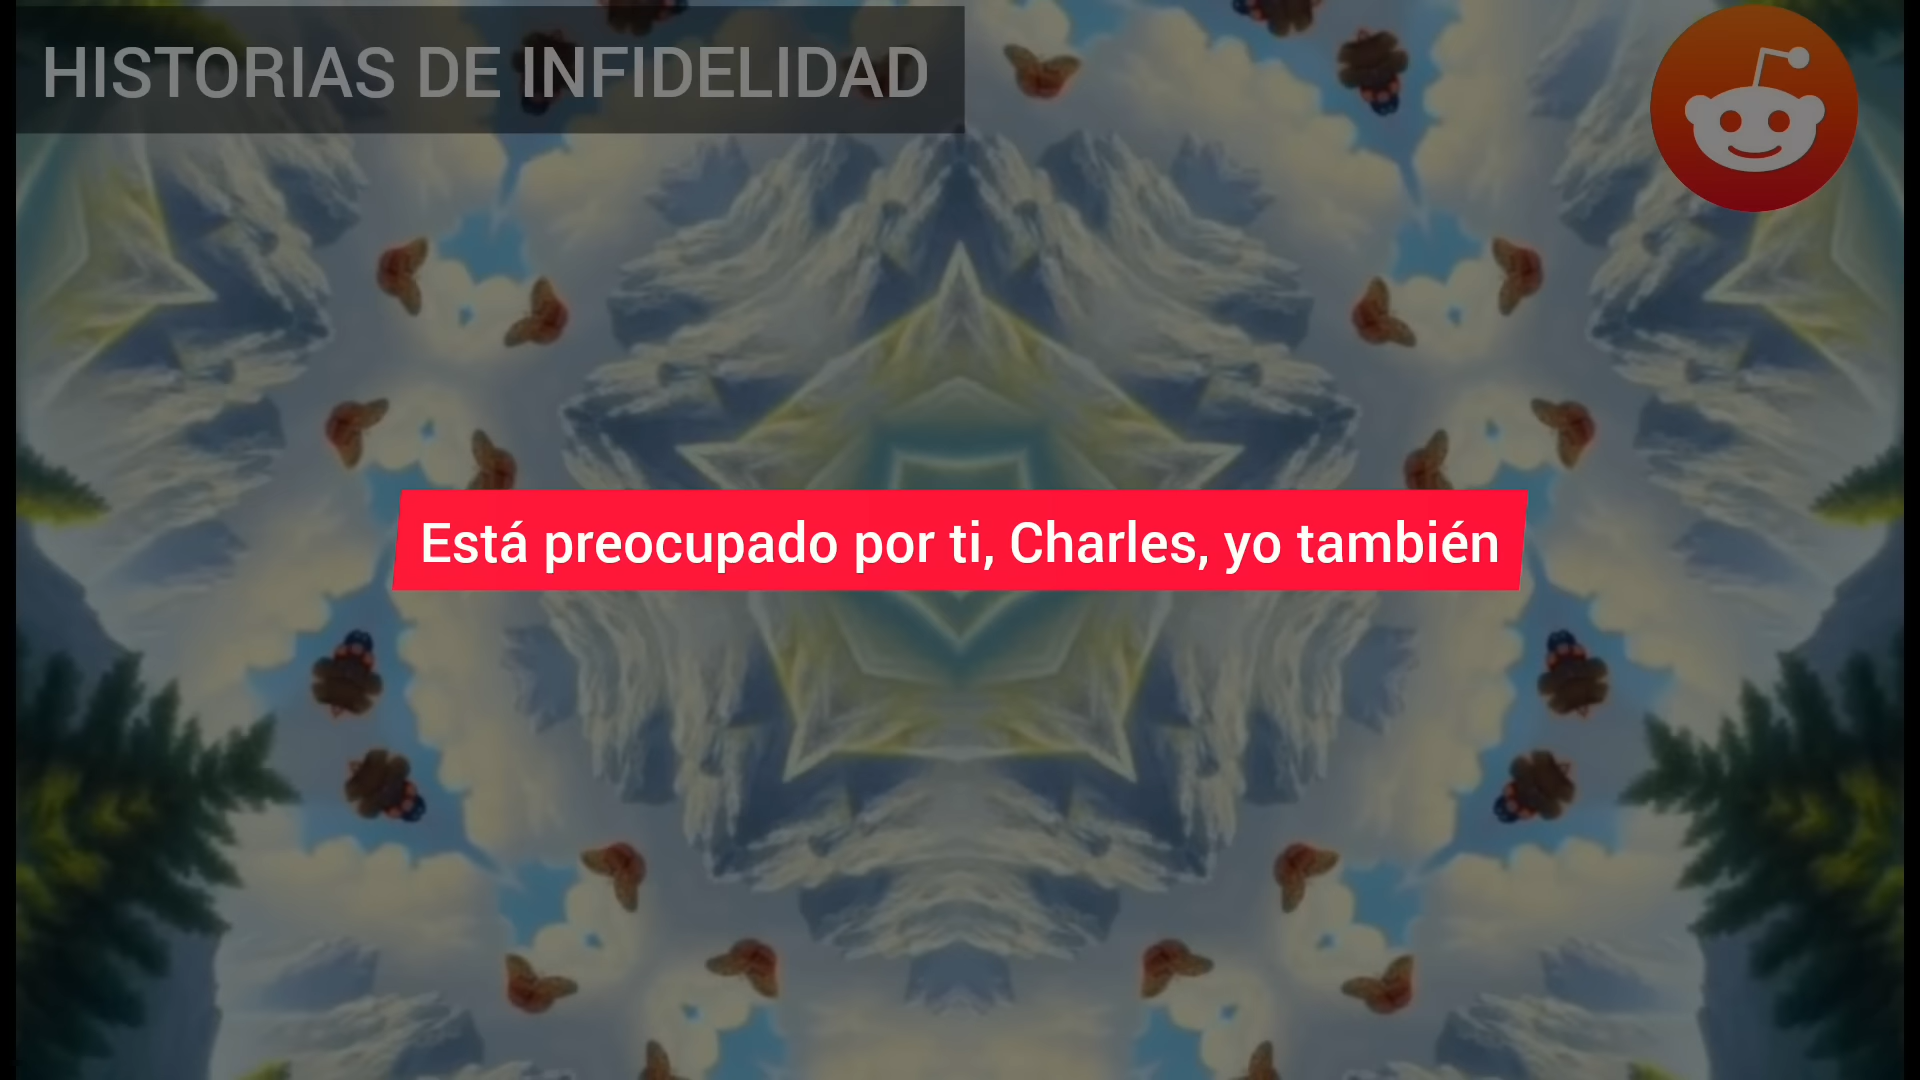 HISTORIAS DE INFIDELIDAD
Está preocupado por ti, Charles, yo también